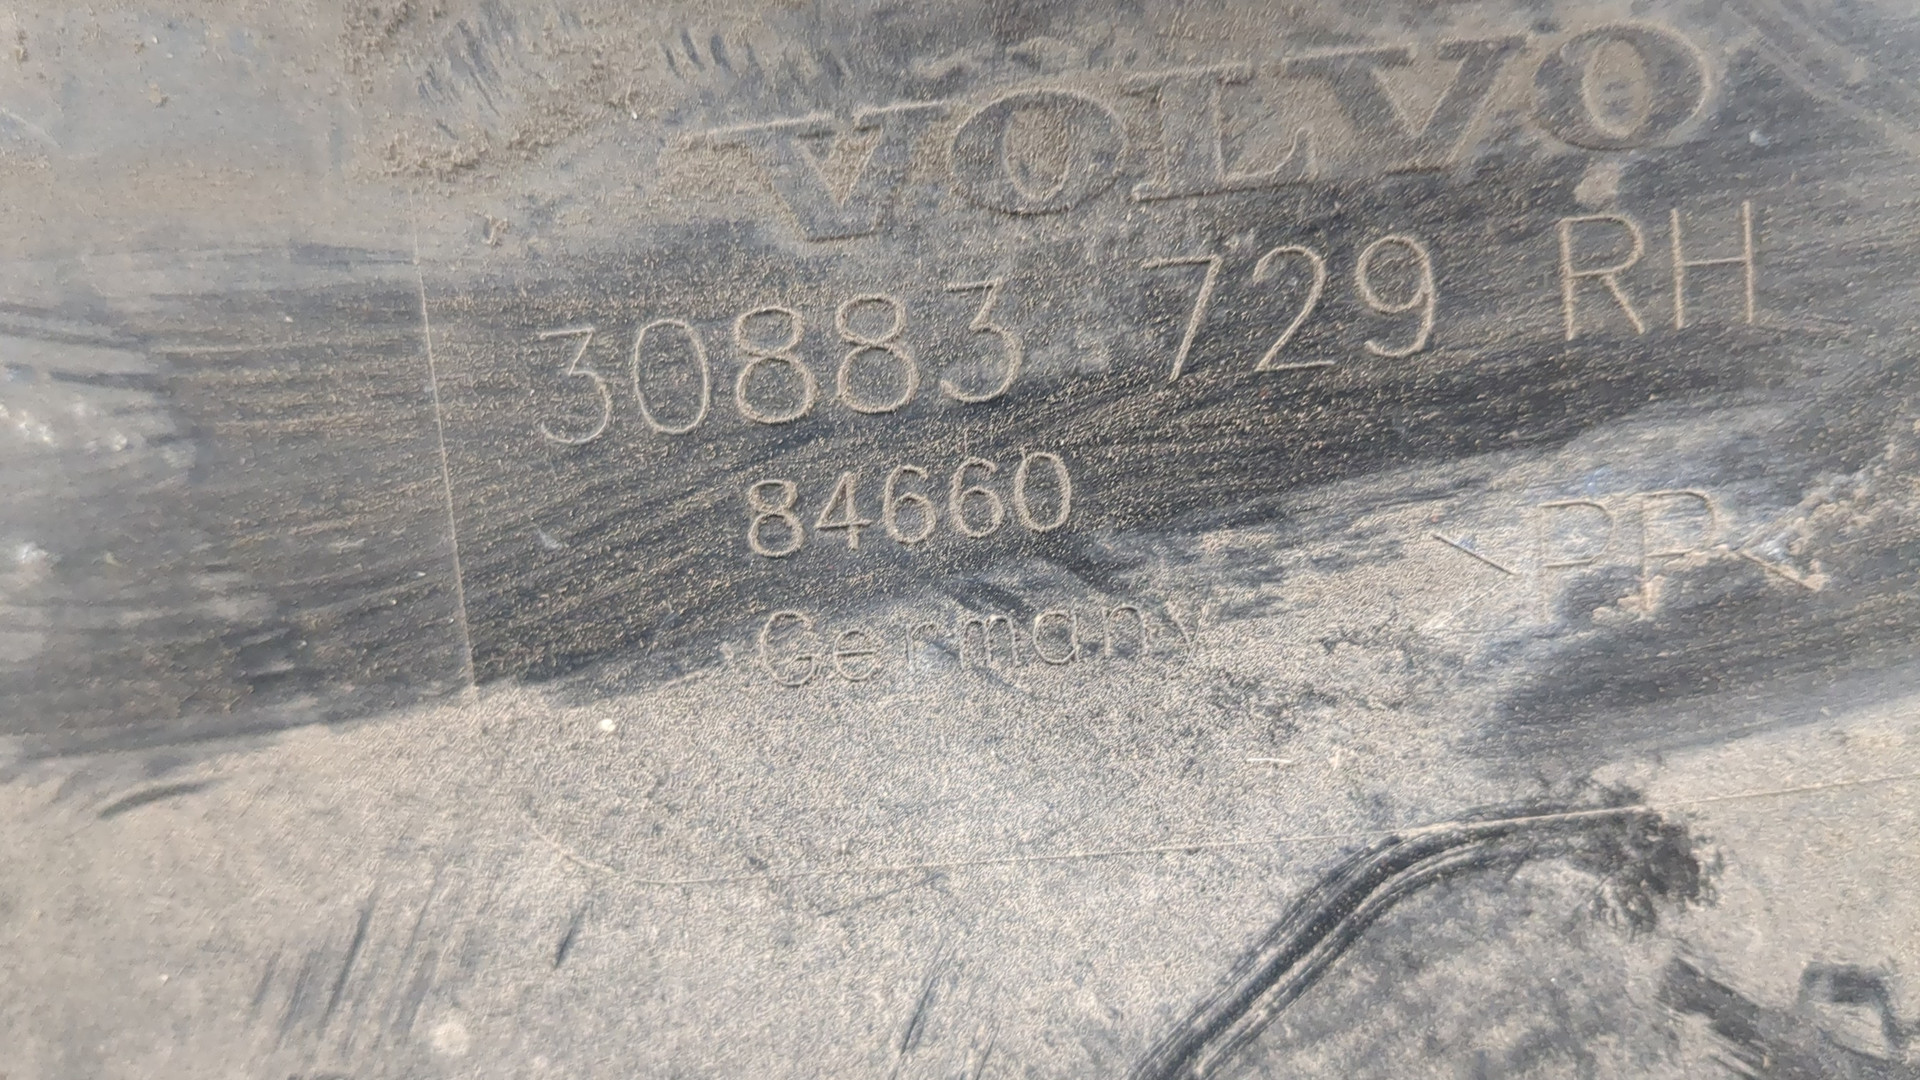 VOLVO
30883 729 RH
84660
>PP<
Germany